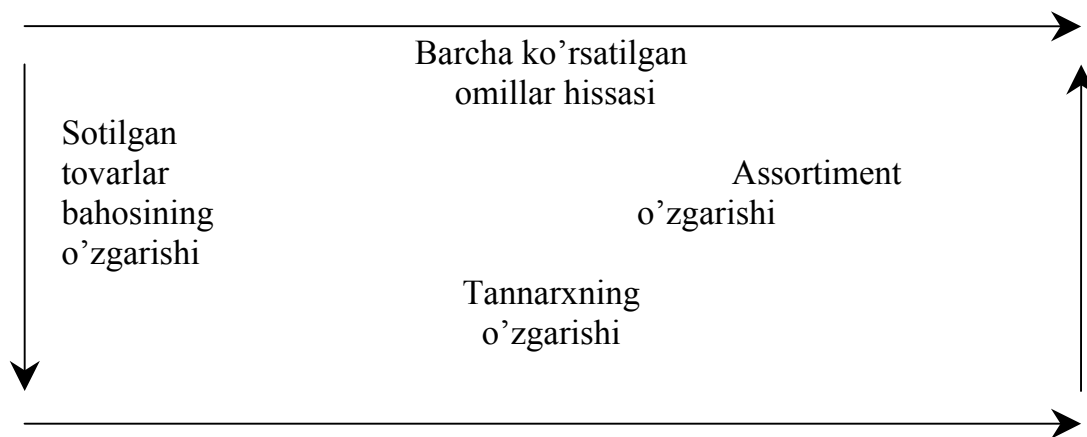 Barcha ko’rsatilgan
omillar hissasi
Sotilgan
tovarlar
bahosining
o’zgarishi
Assortiment
o’zgarishi
Tannarxning
o’zgarishi